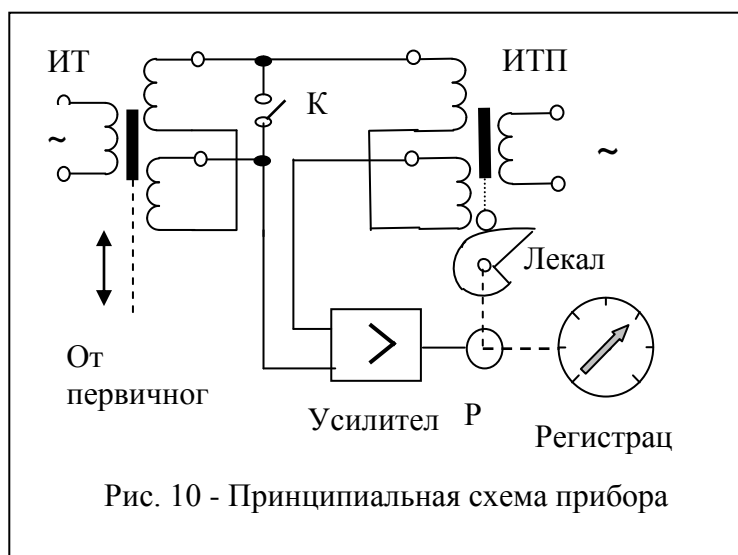 ИТ
ИТП
К
~
~
Лекал
От
первичног
Усилител
Р
Регистрац
Рис. 10 - Принципиальная схема прибора